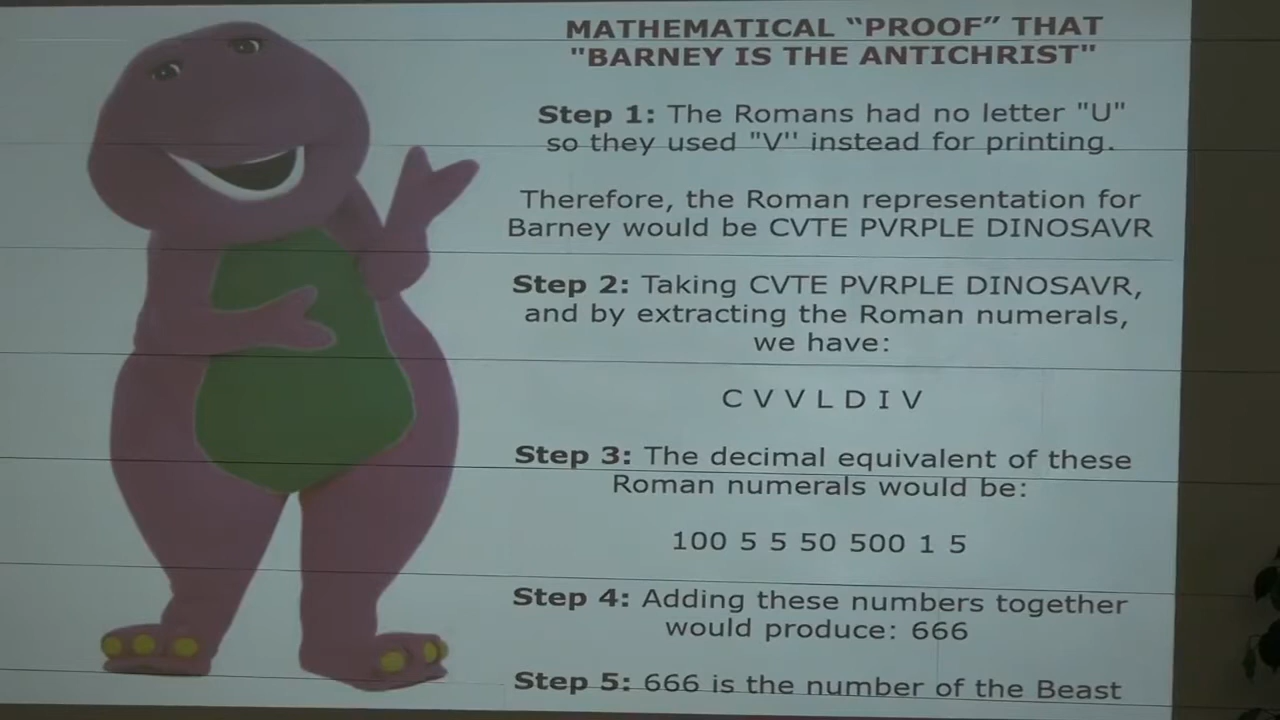 MATHEMATICAL “PROOF” THAT
"BARNEY IS THE ANTICHRIST"
Step 1: The Romans had no letter "U"
so they used "V'' instead for printing.
Therefore, the Roman representation for
Barney would be CVTE PVRPLE DINOSAVR
Step 2: Taking CVTE PVRPLE DINOSAVR,
and by extracting the Roman numerals,
we have:
C V V L D I V
Step 3: The decimal equivalent of these
Roman numerals would be:
100 5 5 50 500 1 5
Step 4: Adding these numbers together
would produce: 666
Step 5: 666 is the number of the Beast